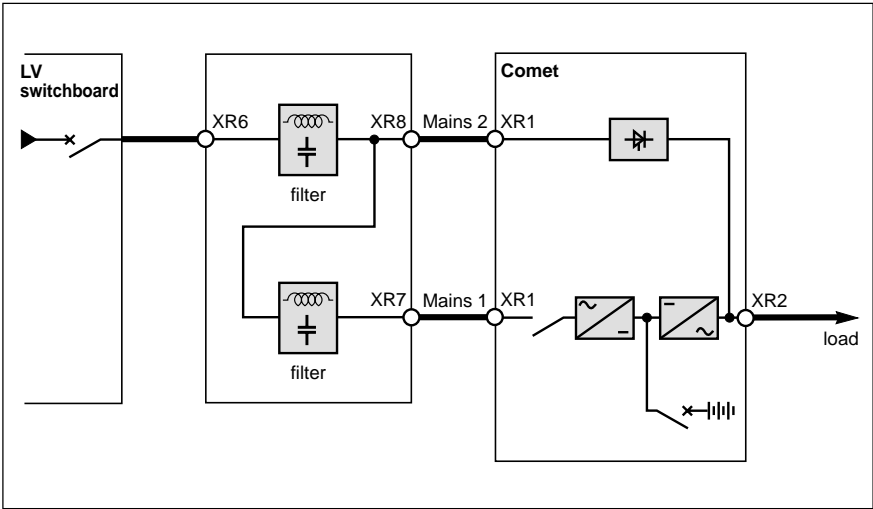 LV
switchboard
Comet
XR6
XR8
Mains 2
XR1
filter
XR7
Mains 1
XR1
XR2
filter
load